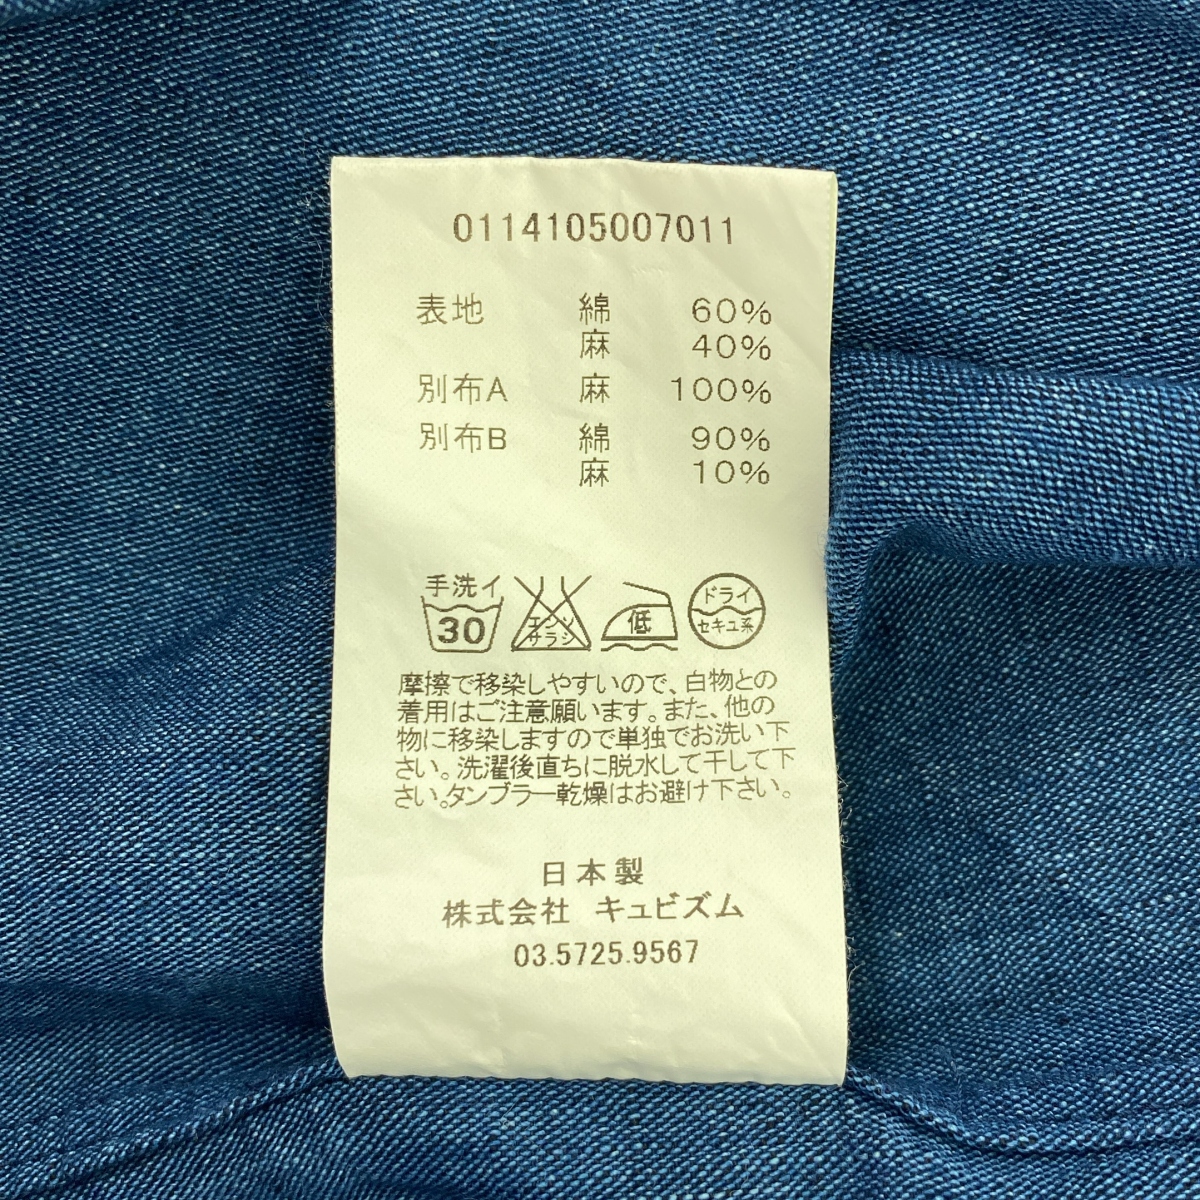 0114105007011
表地 綿 60%
麻 40%
別布A 麻 100%
別布B 綿 90%
麻 10%
手洗イ
30
エンソ
サラシ
低
ドライ
セキユ系
摩擦で移染しやすいので、白物との
着用はご注意願います。また、他の
物に移染しますので単独でお洗い下
さい。洗濯後直ちに脱水して干して下
さい。タンブラー乾燥はお避け下さい。
日本製
株式会社 キュビズム
03.5725.9567